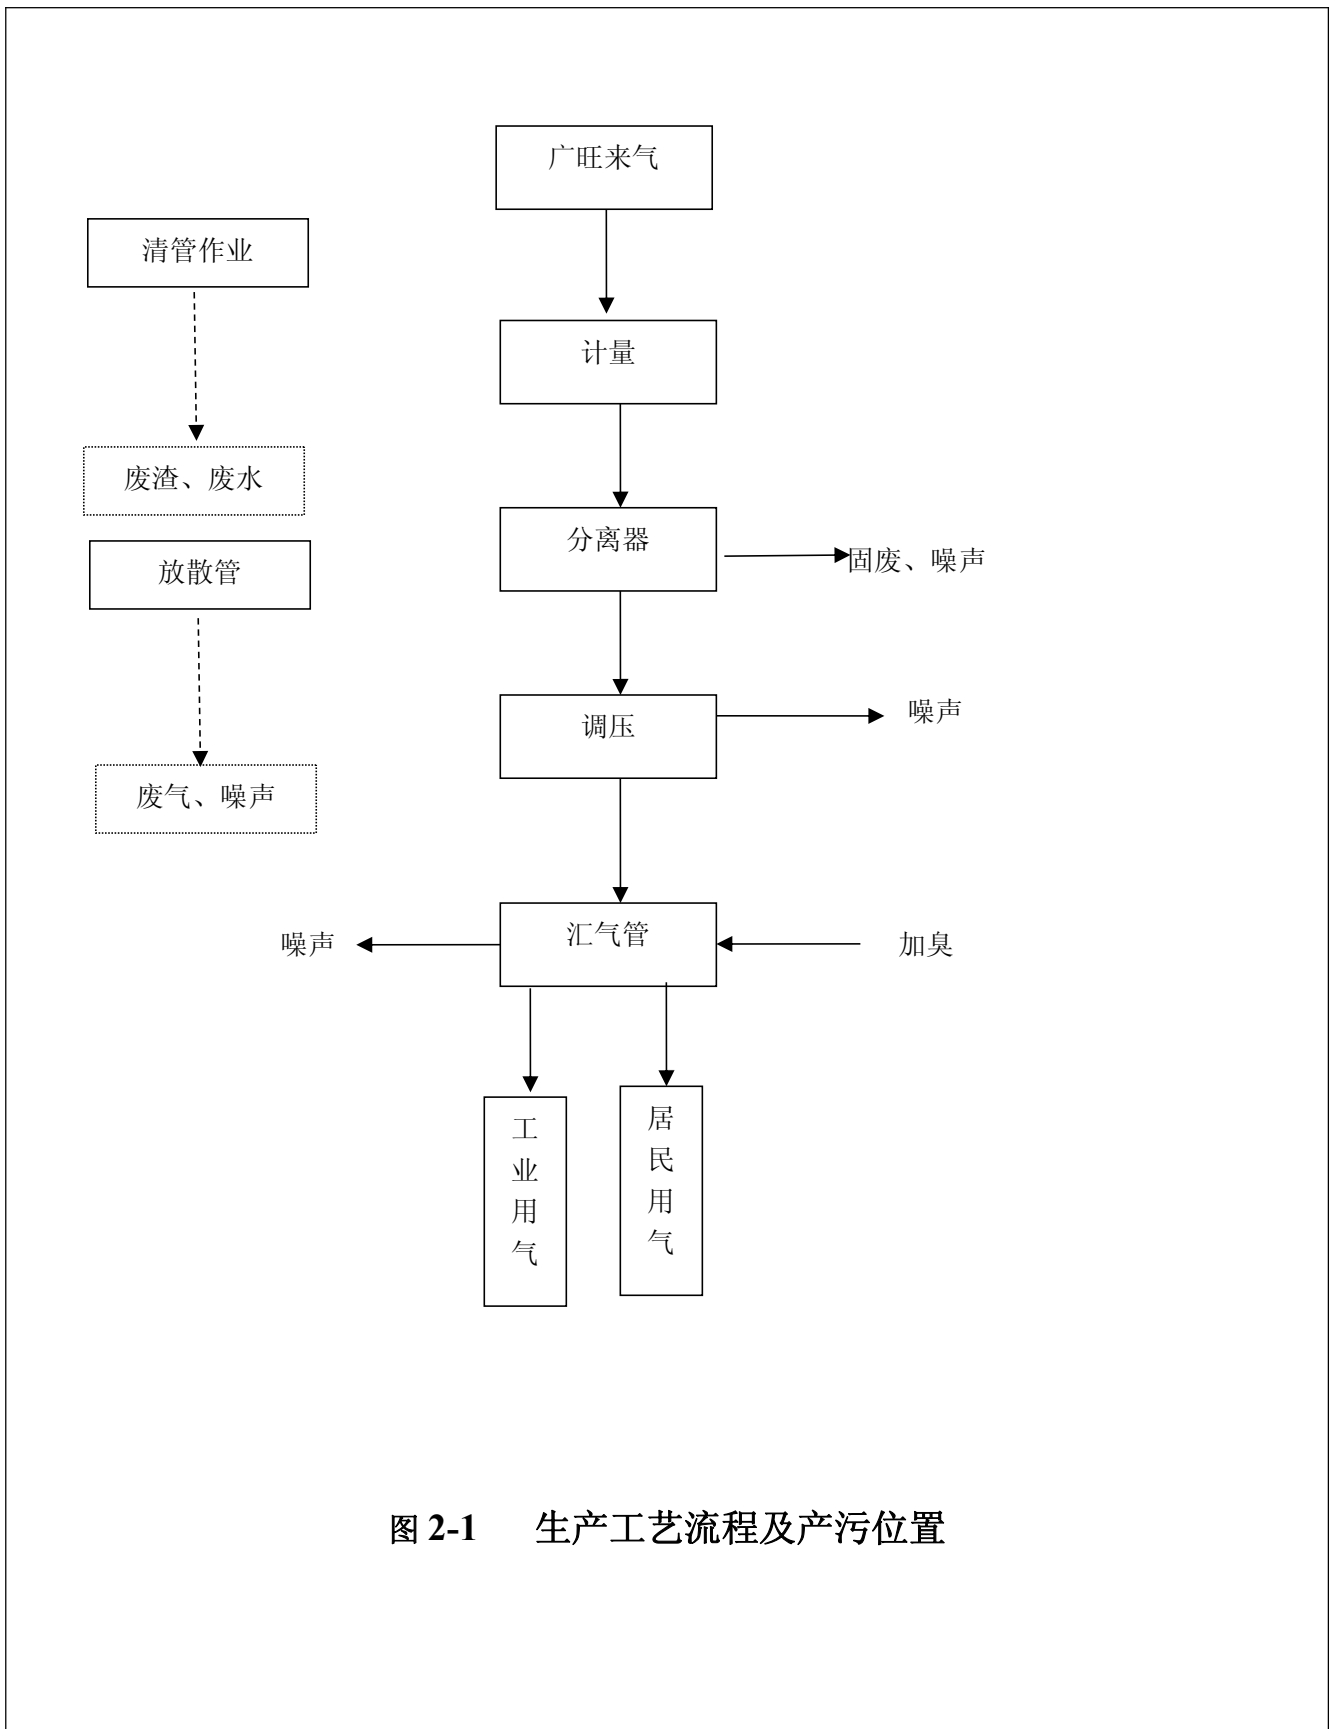 广旺来气
清管作业
计量
废渣、废水
分离器
固废、噪声
放散管
调压
噪声
废气、噪声
噪声
汇气管
加臭
工业用气
居民用气
图 2-1 生产工艺流程及产污位置